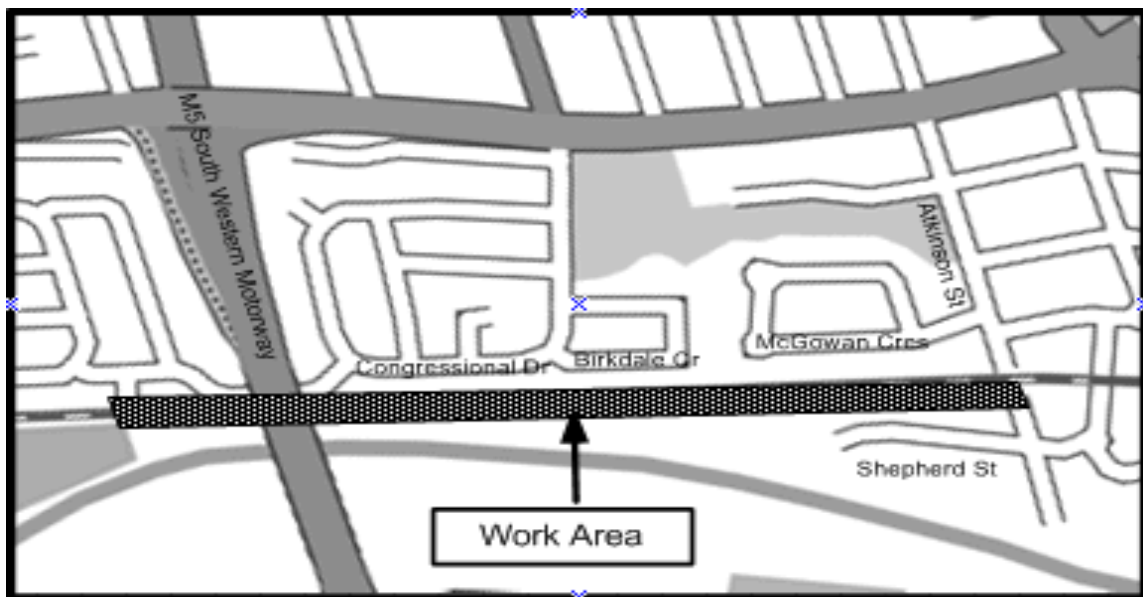 M5 South Western Motorway
Atkinson St
McGowan Cres
Congressional Dr
Birkdale Cr
Shepherd St
Work Area